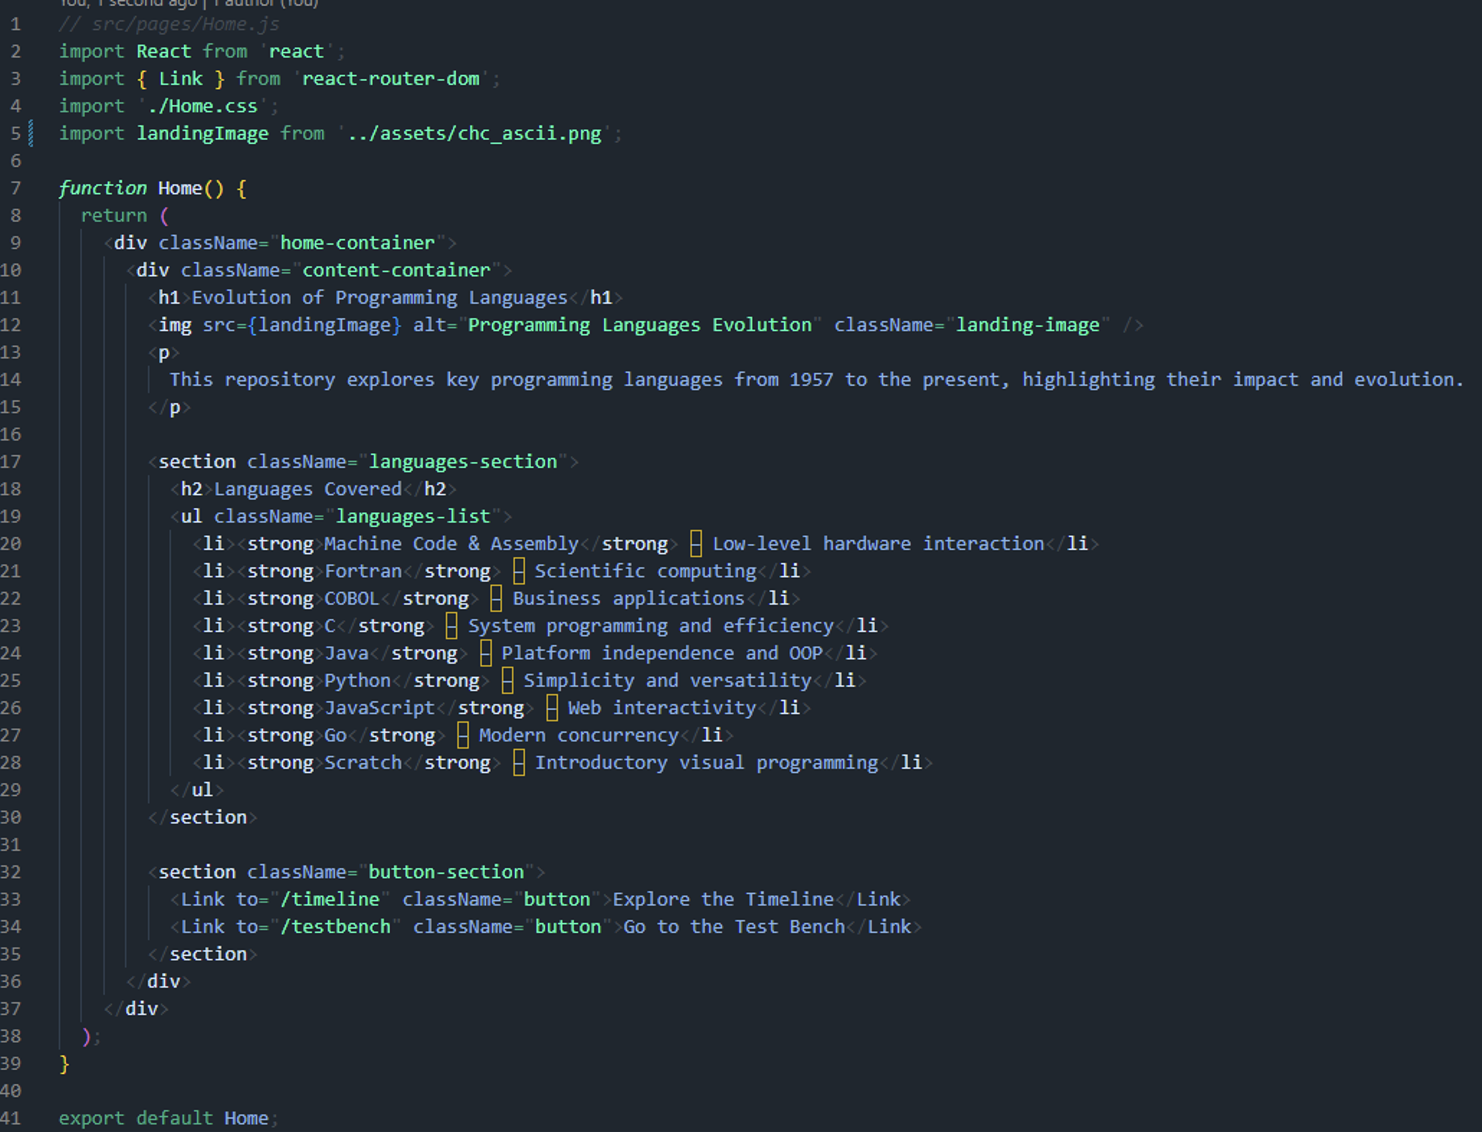 You, 1 second ago | 1 author (You)
1 // src/pages/Home.js
2 import React from 'react';
3 import { Link } from 'react-router-dom';
4 import './Home.css';
5 import landingImage from '../assets/chc_ascii.png';
6
7 function Home() {
8 return (
9 <div className="home-container">
10 <div className="content-container">
11 <h1>Evolution of Programming Languages</h1>
12 <img src={landingImage} alt="Programming Languages Evolution" className="landing-image" />
13 <p>
14 This repository explores key programming languages from 1957 to the present, highlighting their impact and evolution.
15 </p>
16
17 <section className="languages-section">
18 <h2>Languages Covered</h2>
19 <ul className="languages-list">
20 <li><strong>Machine Code & Assembly</strong> – Low-level hardware interaction</li>
21 <li><strong>Fortran</strong> – Scientific computing</li>
22 <li><strong>COBOL</strong> – Business applications</li>
23 <li><strong>C</strong> – System programming and efficiency</li>
24 <li><strong>Java</strong> – Platform independence and OOP</li>
25 <li><strong>Python</strong> – Simplicity and versatility</li>
26 <li><strong>JavaScript</strong> – Web interactivity</li>
27 <li><strong>Go</strong> – Modern concurrency</li>
28 <li><strong>Scratch</strong> – Introductory visual programming</li>
29 </ul>
30 </section>
31
32 <section className="button-section">
33 <Link to="/timeline" className="button">Explore the Timeline</Link>
34 <Link to="/testbench" className="button">Go to the Test Bench</Link>
35 </section>
36 </div>
37 </div>
38 );
39 }
40
41 export default Home;